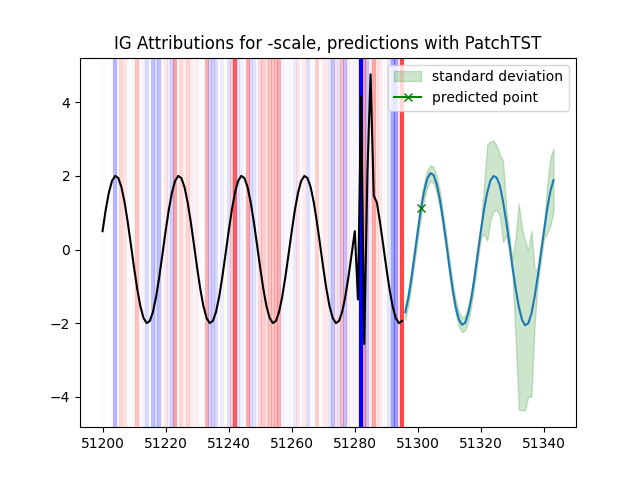 IG Attributions for -scale, predictions with PatchTST
standard deviation
predicted point
4
2
0
−2
−4
51200 51220 51240 51260 51280 51300 51320 51340